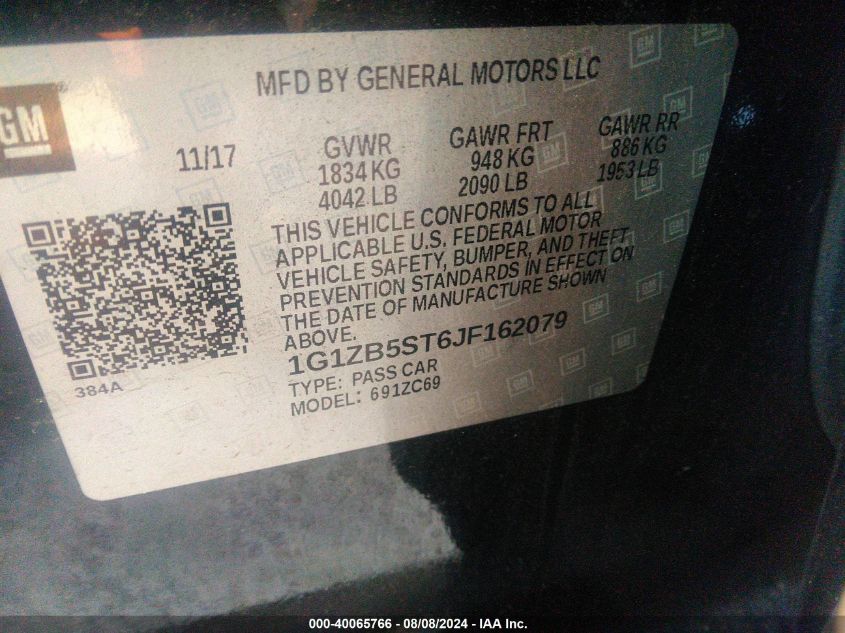 MFD BY GENERAL MOTORS LLC
GM
11/17
GVWR
1834 KG
4042 LB
GAWR FRT
948 KG
2090 LB
GAWR RR
886 KG
1953 LB
THIS VEHICLE CONFORMS TO ALL
APPLICABLE U.S. FEDERAL MOTOR
VEHICLE SAFETY, BUMPER, AND THEFT
PREVENTION STANDARDS IN EFFECT ON
THE DATE OF MANUFACTURE SHOWN
ABOVE.
1G1ZB5ST6JF162079
TYPE: PASS CAR
MODEL: 691ZC69
384A
000-40065766 - 08/08/2024 - IAA Inc.